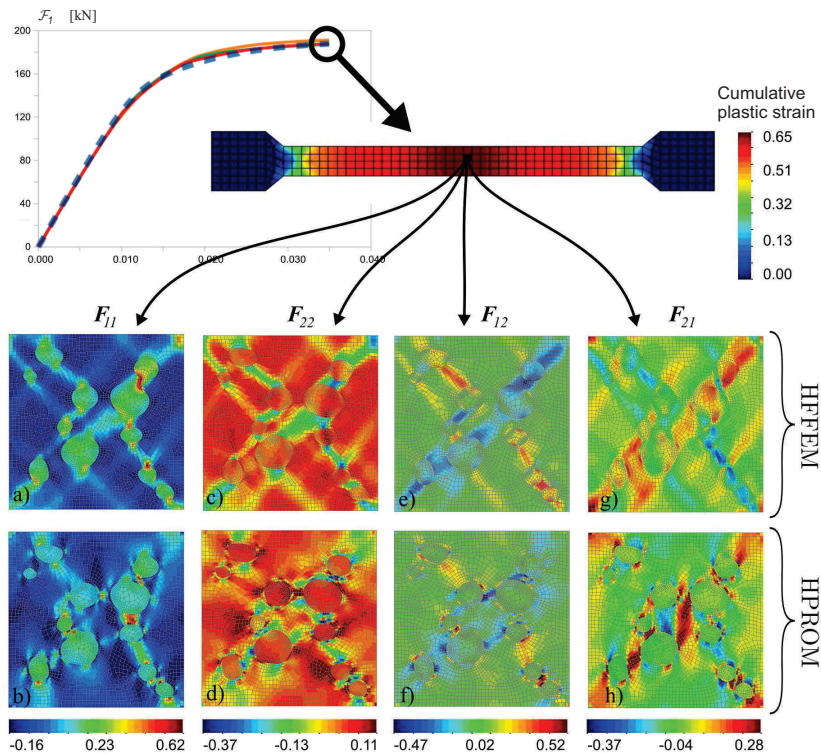 𝓕₁ [kN]
200
160
120
80
40
0
0.000
0.010
0.020
0.030
0.040
Cumulative
plastic strain
0.65
0.51
0.32
0.13
0.00
F₁₁
F₂₂
F₁₂
F₂₁
a)
c)
e)
g)
HFFEM
b)
d)
f)
h)
HPROM
-0.16 0.23 0.62
-0.37 -0.13 0.11
-0.47 0.02 0.52
-0.37 -0.04 0.28